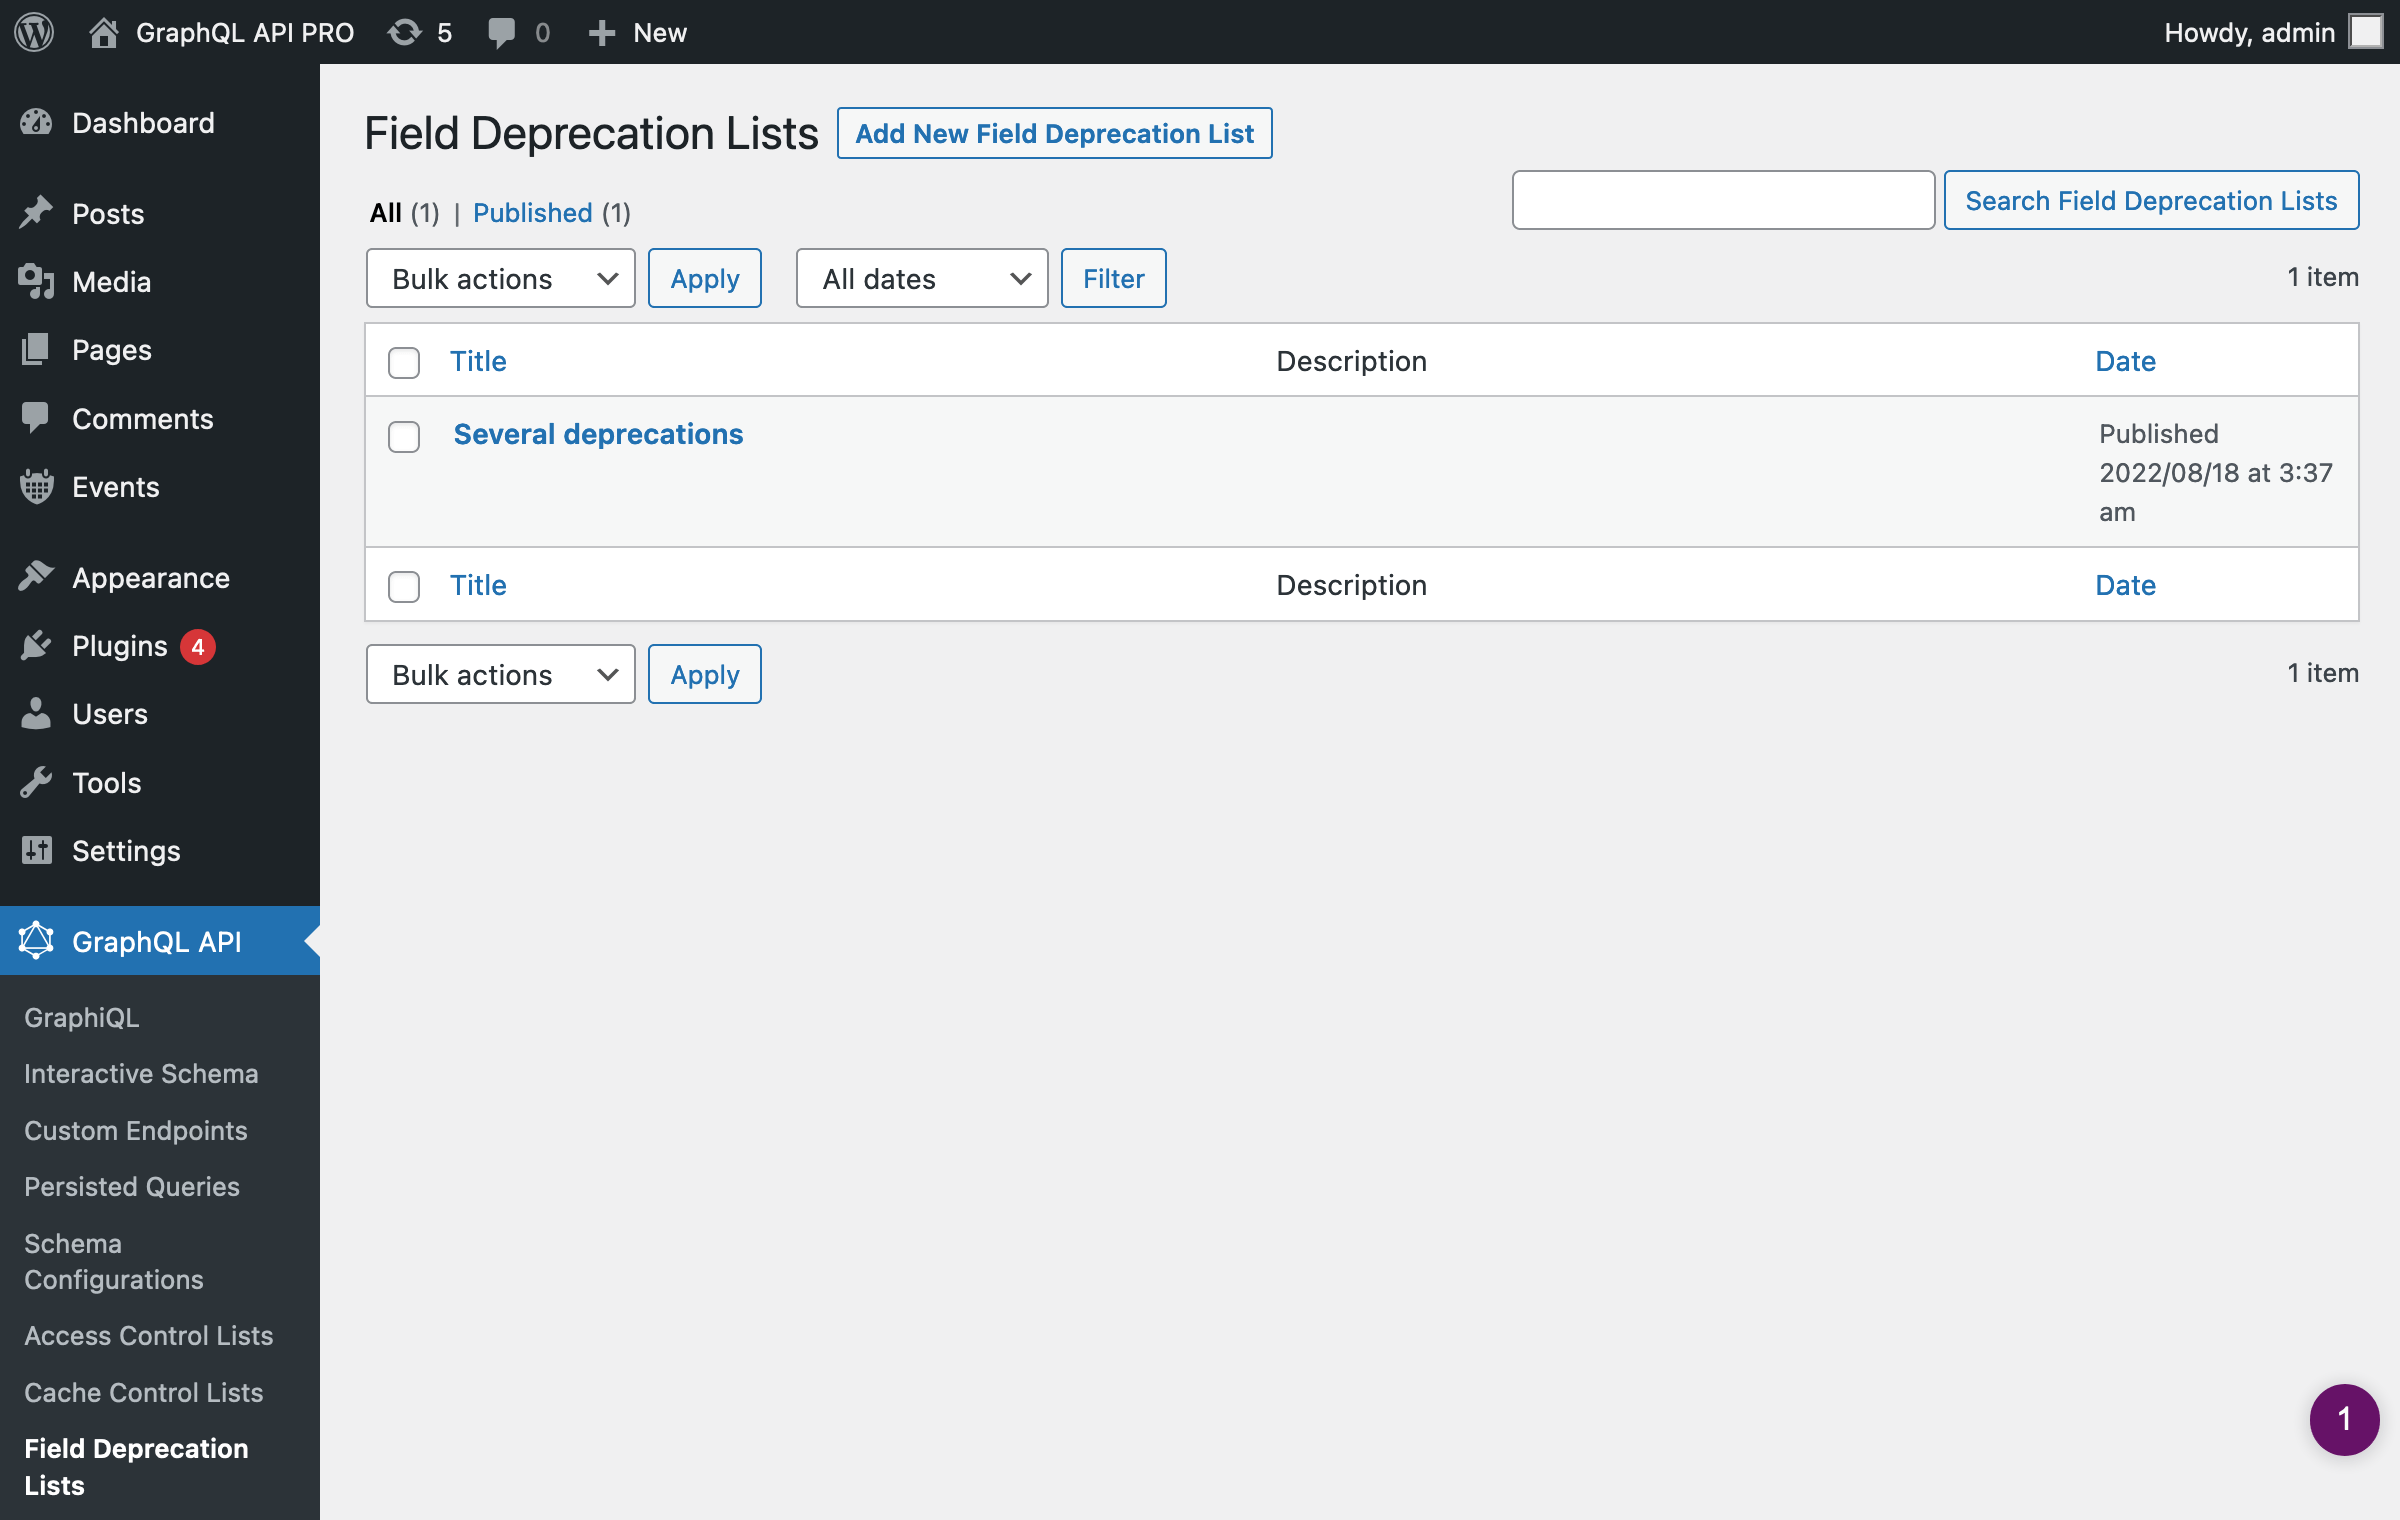 GraphQL API PRO 5 0 New Howdy, admin
Dashboard
Posts
Media
Pages
Comments
Events
Appearance
Plugins 4
Users
Tools
Settings
GraphQL API
GraphiQL
Interactive Schema
Custom Endpoints
Persisted Queries
Schema
Configurations
Access Control Lists
Cache Control Lists
Field Deprecation
Lists
Field Deprecation Lists Add New Field Deprecation List
All (1) | Published (1)
Search Field Deprecation Lists
Bulk actions Apply All dates Filter 1 item
Title Description Date
Several deprecations Published
2022/08/18 at 3:37
am
Title Description Date
Bulk actions Apply 1 item
1